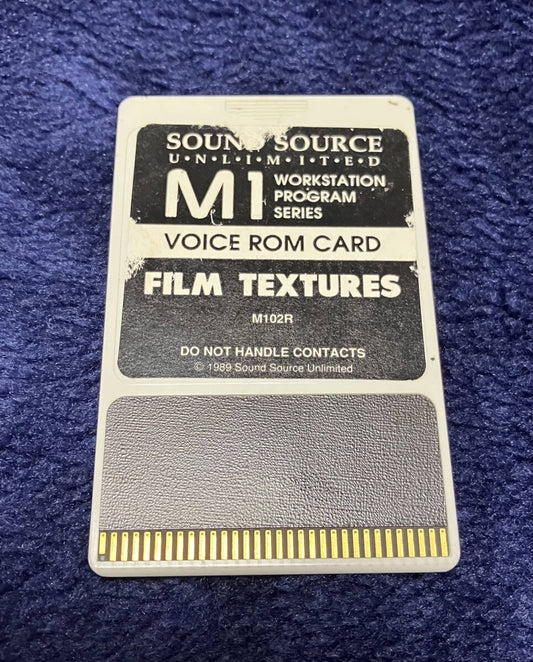 SOUND SOURCE
U•N•L•I•M•I•T•E•D
M1 WORKSTATION
PROGRAM
SERIES
VOICE ROM CARD
FILM TEXTURES
M102R
DO NOT HANDLE CONTACTS
© 1989 Sound Source Unlimited